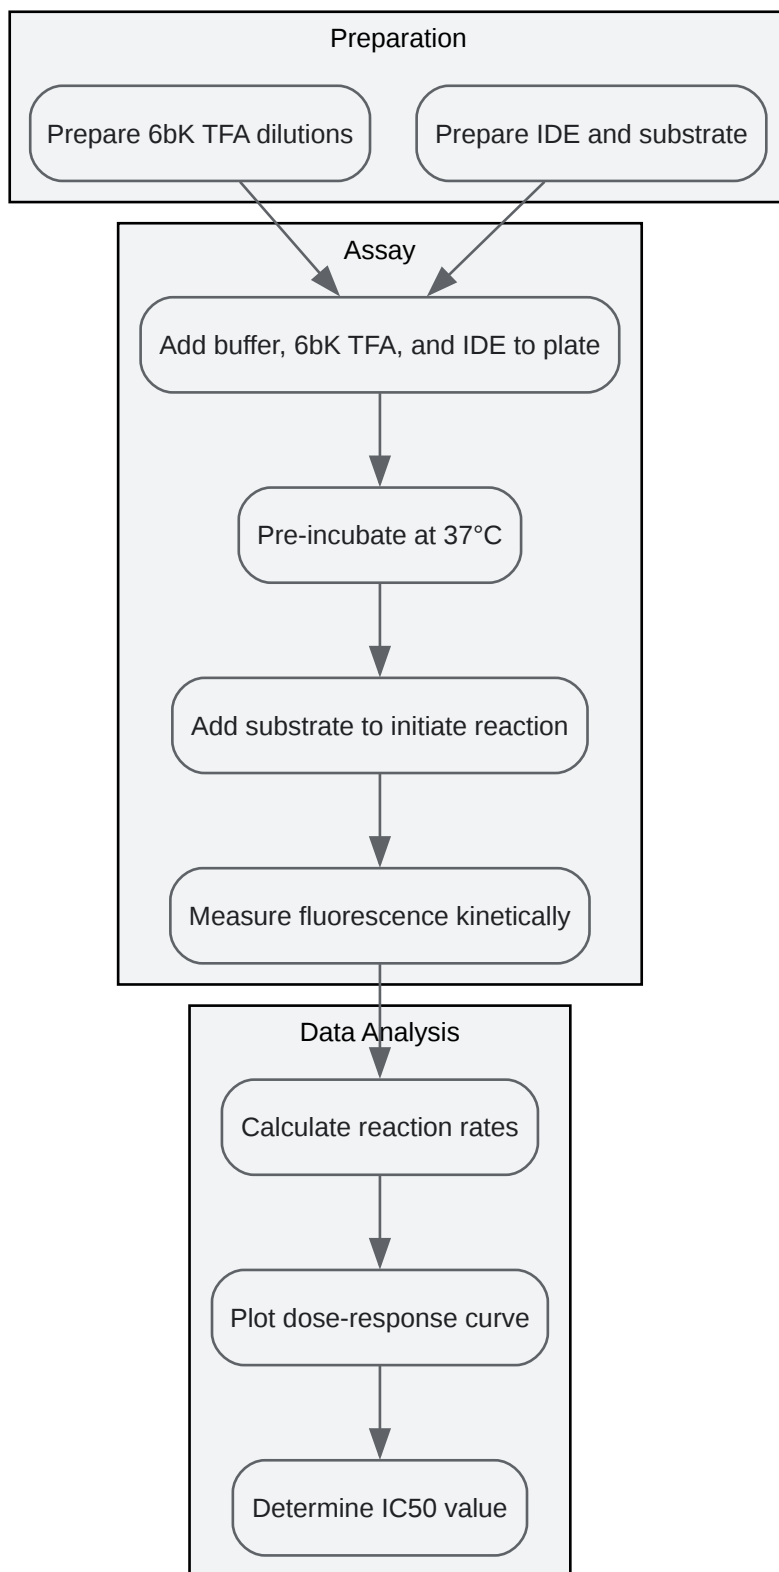 Preparation
Prepare 6bK TFA dilutions
Prepare IDE and substrate
Assay
Add buffer, 6bK TFA, and IDE to plate
Pre-incubate at 37°C
Add substrate to initiate reaction
Measure fluorescence kinetically
Data Analysis
Calculate reaction rates
Plot dose-response curve
Determine IC50 value